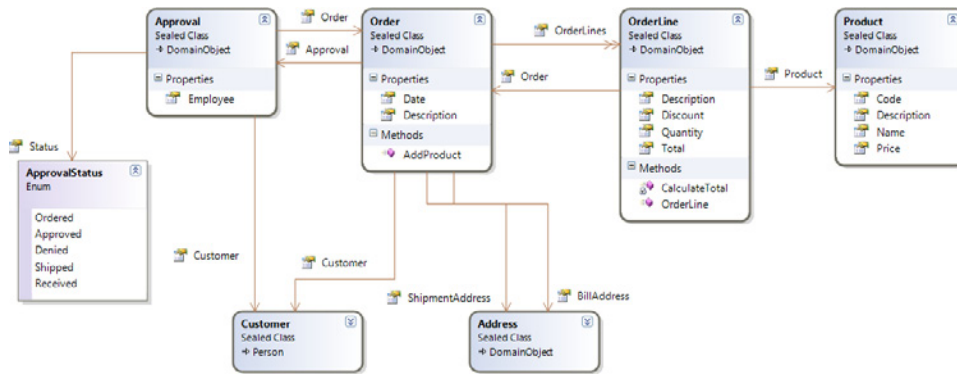 Approval
Sealed Class
DomainObject
Properties
Employee
Order
Approval
Order
Sealed Class
DomainObject
Properties
Date
Description
Methods
AddProduct
OrderLines
Order
OrderLine
Sealed Class
DomainObject
Properties
Description
Discount
Quantity
Total
Methods
CalculateTotal
OrderLine
Product
Product
Sealed Class
DomainObject
Properties
Code
Description
Name
Price
Status
ApprovalStatus
Enum
Ordered
Approved
Denied
Shipped
Received
Customer
Customer
ShipmentAddress
BillAddress
Customer
Sealed Class
Person
Address
Sealed Class
DomainObject